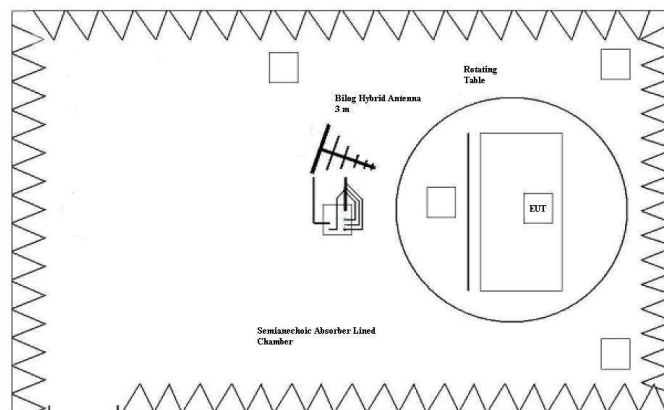 Rotating
Table
Bilog Hybrid Antenna
3 m
EUT
Semianechoic Absorber Lined
Chamber